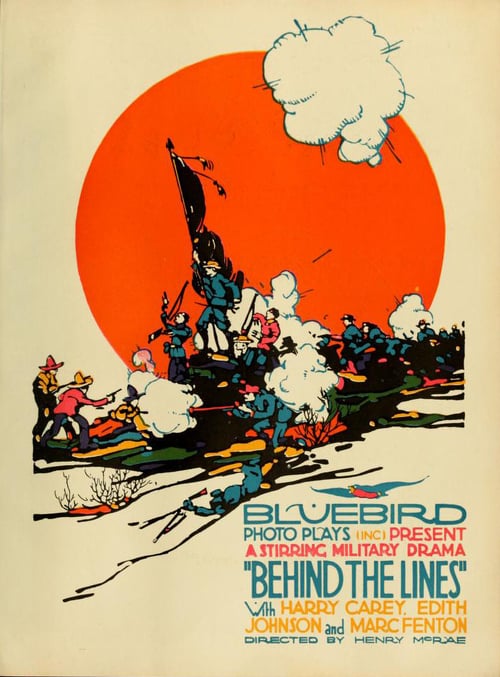 BLUEBIRD
PHOTO PLAYS (INC) PRESENT
A STIRRING MILITARY DRAMA
"BEHIND THE LINES"
With HARRY CAREY, EDITH
JOHNSON and MARC FENTON
DIRECTED BY HENRY McRAE